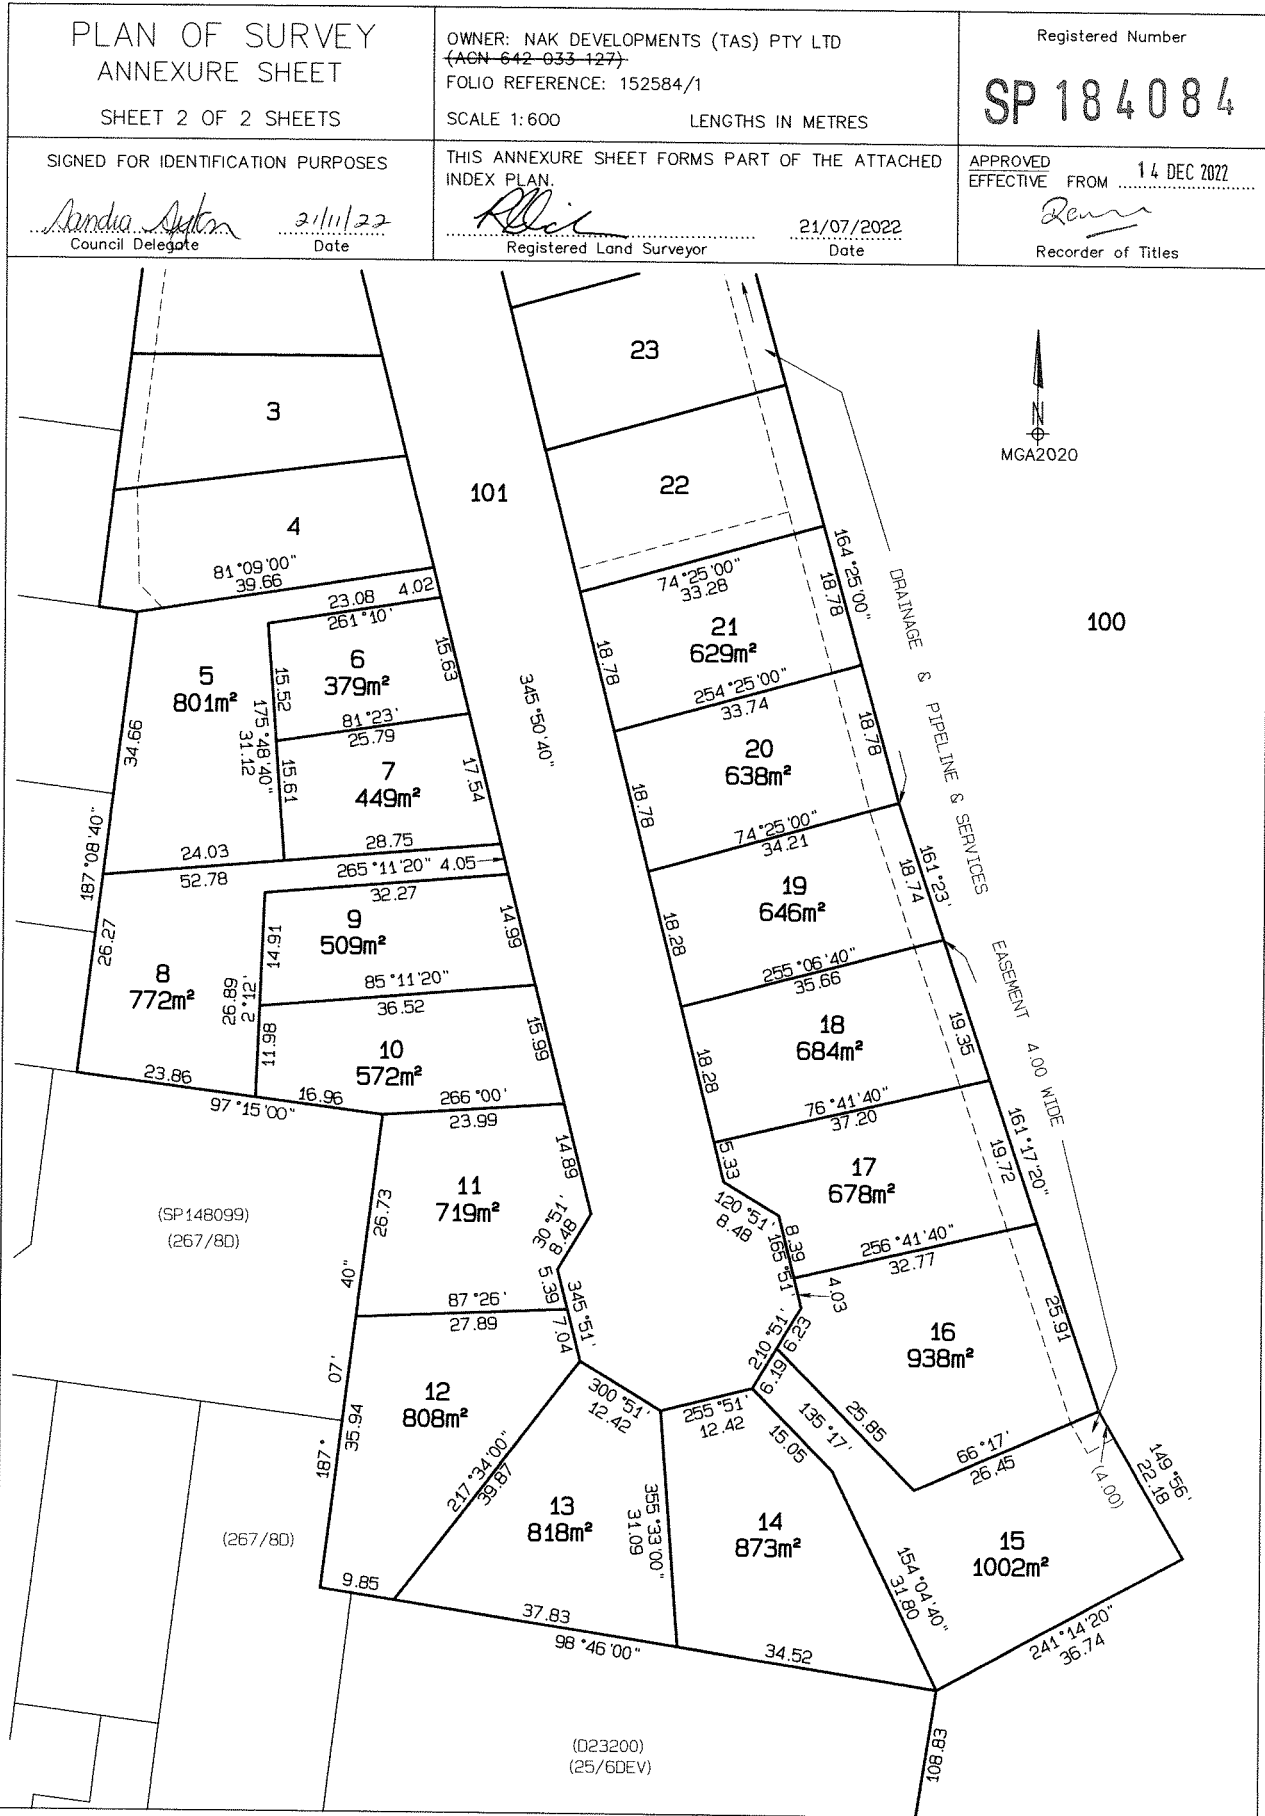 PLAN OF SURVEY
ANNEXURE SHEET
SHEET 2 OF 2 SHEETS
OWNER: NAK DEVELOPMENTS (TAS) PTY LTD
(ACN 642 033 127)
FOLIO REFERENCE: 152584/1
SCALE 1:600 LENGTHS IN METRES
Registered Number
SP 184084
SIGNED FOR IDENTIFICATION PURPOSES
21/11/22
Council Delegate Date
THIS ANNEXURE SHEET FORMS PART OF THE ATTACHED
INDEX PLAN.
21/07/2022
Registered Land Surveyor Date
APPROVED
EFFECTIVE FROM 14 DEC 2022
Recorder of Titles
23
3
N
MGA2020
101
22
4
81°09'00"
39.66
23.08 4.02
261°10'
74°25'00"
33.28
164°25'00"
18.78
DRAINAGE & PIPELINE & SERVICES EASEMENT 4.00 WIDE
100
5
801m²
34.66
6
379m²
15.52
15.63
175°48'40"
31.12
81°23'
25.79
345°50'40"
18.78
21
629m²
254°25'00"
33.74
18.78
7
449m²
15.61
17.54
28.75
18.78
20
638m²
74°25'00"
34.21
24.03
52.78
265°11'20" 4.05
32.27
187°08'40"
26.27
161°23'
18.74
19
646m²
18.28
9
509m²
14.91
14.99
8
772m²
26.89
2°12'
85°11'20"
36.52
255°06'40"
35.66
11.98
10
572m²
15.99
18.28
18
684m²
19.35
23.86
97°15'00"
16.96
266°00'
23.99
76°41'40"
37.20
161°17'20"
19.72
14.89
5.33
17
678m²
11
719m²
26.73
30°51'
8.48
120°51'
8.48
8.39
165°51'
256°41'40"
32.77
(SP148099)
(267/8D)
87°26'
27.89
5.39
345°51'
7.04
4.03
25.91
16
938m²
210°51'
6.23
6.19
12
808m²
35.94
187° 07' 40"
300°51'
12.42
255°51'
12.42
135°17'
25.85
15.05
66°17'
26.45
217°34'00"
39.87
(4.00)
149°56'
22.18
13
818m²
355°33'00"
31.09
14
873m²
15
1002m²
154°04'40"
31.80
(267/8D)
9.85
37.83
98°46'00"
34.52
241°14'20"
36.74
(D23200)
(25/6DEV)
108.83